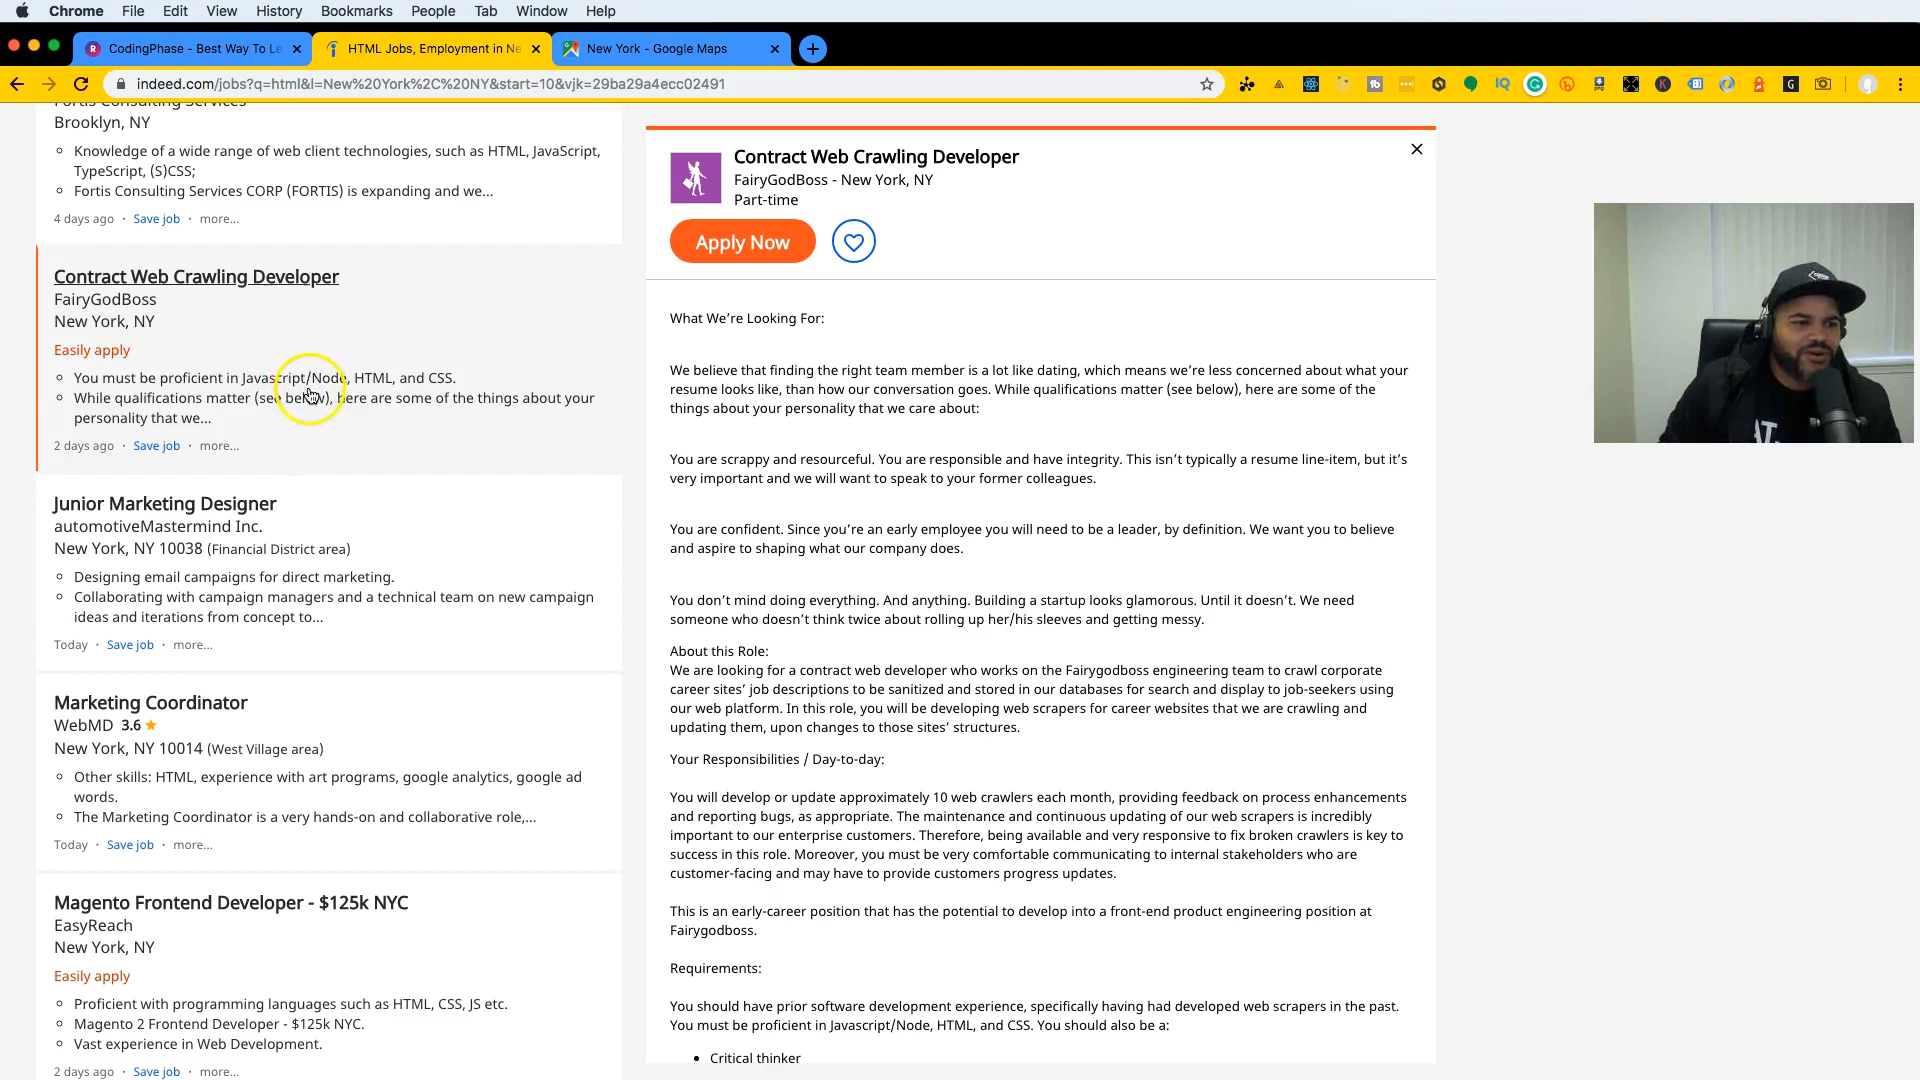 Chrome File Edit View History Bookmarks People Tab Window Help
CodingPhase - Best Way To Le
HTML Jobs, Employment in Ne
New York - Google Maps
indeed.com/jobs?q=html&l=New%20York%2C%20NY&start=10&vjk=29ba29a4ecc02491
Fortis Consulting Services
Brooklyn, NY
Knowledge of a wide range of web client technologies, such as HTML, JavaScript,
TypeScript, (S)CSS;
Fortis Consulting Services CORP (FORTIS) is expanding and we...
4 days ago · Save job · more...
Contract Web Crawling Developer
FairyGodBoss
New York, NY
Easily apply
You must be proficient in Javascript/Node, HTML, and CSS.
While qualifications matter (see below), here are some of the things about your
personality that we...
2 days ago · Save job · more...
Junior Marketing Designer
automotiveMastermind Inc.
New York, NY 10038 (Financial District area)
Designing email campaigns for direct marketing.
Collaborating with campaign managers and a technical team on new campaign
ideas and iterations from concept to...
Today · Save job · more...
Marketing Coordinator
WebMD 3.6
New York, NY 10014 (West Village area)
Other skills: HTML, experience with art programs, google analytics, google ad
words.
The Marketing Coordinator is a very hands-on and collaborative role,...
Today · Save job · more...
Magento Frontend Developer - $125k NYC
EasyReach
New York, NY
Easily apply
Proficient with programming languages such as HTML, CSS, JS etc.
Magento 2 Frontend Developer - $125k NYC.
Vast experience in Web Development.
2 days ago · Save job · more...
Contract Web Crawling Developer
FairyGodBoss - New York, NY
Part-time
Apply Now
What We're Looking For:
We believe that finding the right team member is a lot like dating, which means we're less concerned about what your
resume looks like, than how our conversation goes. While qualifications matter (see below), here are some of the
things about your personality that we care about:
You are scrappy and resourceful. You are responsible and have integrity. This isn't typically a resume line-item, but it's
very important and we will want to speak to your former colleagues.
You are confident. Since you're an early employee you will need to be a leader, by definition. We want you to believe
and aspire to shaping what our company does.
You don't mind doing everything. And anything. Building a startup looks glamorous. Until it doesn't. We need
someone who doesn't think twice about rolling up her/his sleeves and getting messy.
About this Role:
We are looking for a contract web developer who works on the Fairygodboss engineering team to crawl corporate
career sites' job descriptions to be sanitized and stored in our databases for search and display to job-seekers using
our web platform. In this role, you will be developing web scrapers for career websites that we are crawling and
updating them, upon changes to those sites' structures.
Your Responsibilities / Day-to-day:
You will develop or update approximately 10 web crawlers each month, providing feedback on process enhancements
and reporting bugs, as appropriate. The maintenance and continuous updating of our web scrapers is incredibly
important to our enterprise customers. Therefore, being available and very responsive to fix broken crawlers is key to
success in this role. Moreover, you must be very comfortable communicating to internal stakeholders who are
customer-facing and may have to provide customers progress updates.
This is an early-career position that has the potential to develop into a front-end product engineering position at
Fairygodboss.
Requirements:
You should have prior software development experience, specifically having had developed web scrapers in the past.
You must be proficient in Javascript/Node, HTML, and CSS. You should also be a:
Critical thinker